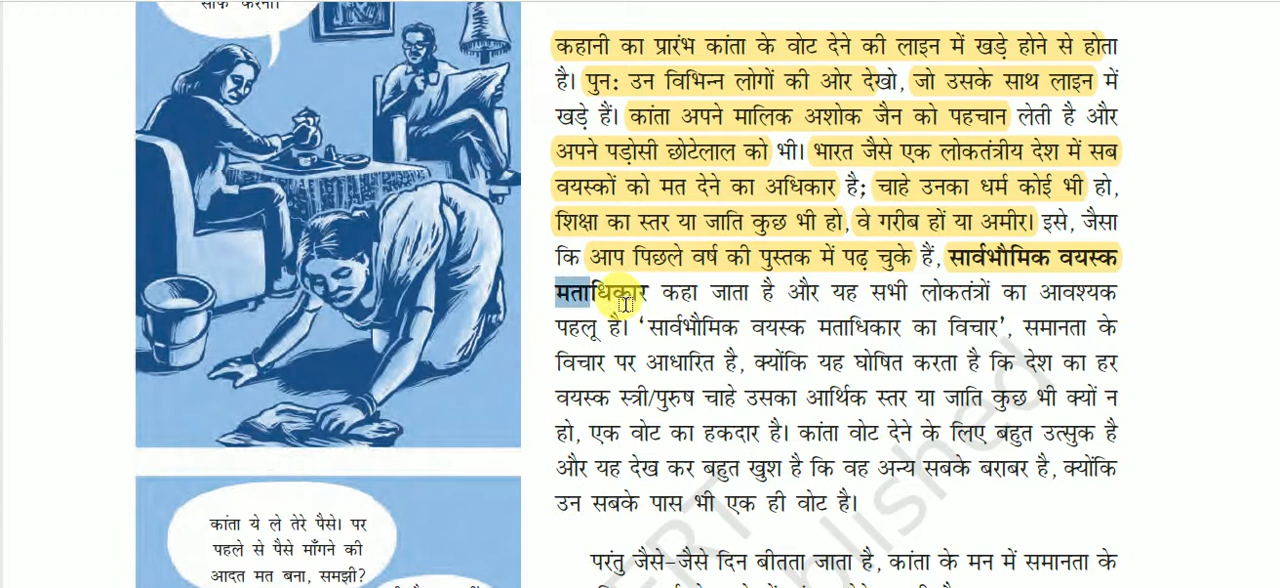 साफ करना।
कहानी का प्रारंभ कांता के वोट देने की लाइन में खड़े होने से होता
है। पुन: उन विभिन्न लोगों की ओर देखो, जो उसके साथ लाइन में
खड़े हैं। कांता अपने मालिक अशोक जैन को पहचान लेती है और
अपने पड़ोसी छोटेलाल को भी। भारत जैसे एक लोकतंत्रीय देश में सब
वयस्कों को मत देने का अधिकार है; चाहे उनका धर्म कोई भी हो,
शिक्षा का स्तर या जाति कुछ भी हो, वे गरीब हों या अमीर। इसे, जैसा
कि आप पिछले वर्ष की पुस्तक में पढ़ चुके हैं, सार्वभौमिक वयस्क
मताधिकार कहा जाता है और यह सभी लोकतंत्रों का आवश्यक
पहलू है। ‘सार्वभौमिक वयस्क मताधिकार का विचार’, समानता के
विचार पर आधारित है, क्योंकि यह घोषित करता है कि देश का हर
वयस्क स्त्री/पुरुष चाहे उसका आर्थिक स्तर या जाति कुछ भी क्यों न
हो, एक वोट का हकदार है। कांता वोट देने के लिए बहुत उत्सुक है
और यह देख कर बहुत खुश है कि वह अन्य सबके बराबर है, क्योंकि
उन सबके पास भी एक ही वोट है।
परंतु जैसे-जैसे दिन बीतता जाता है, कांता के मन में समानता के
कांता ये ले तेरे पैसे। पर
पहले से पैसे माँगने की
आदत मत बना, समझी?